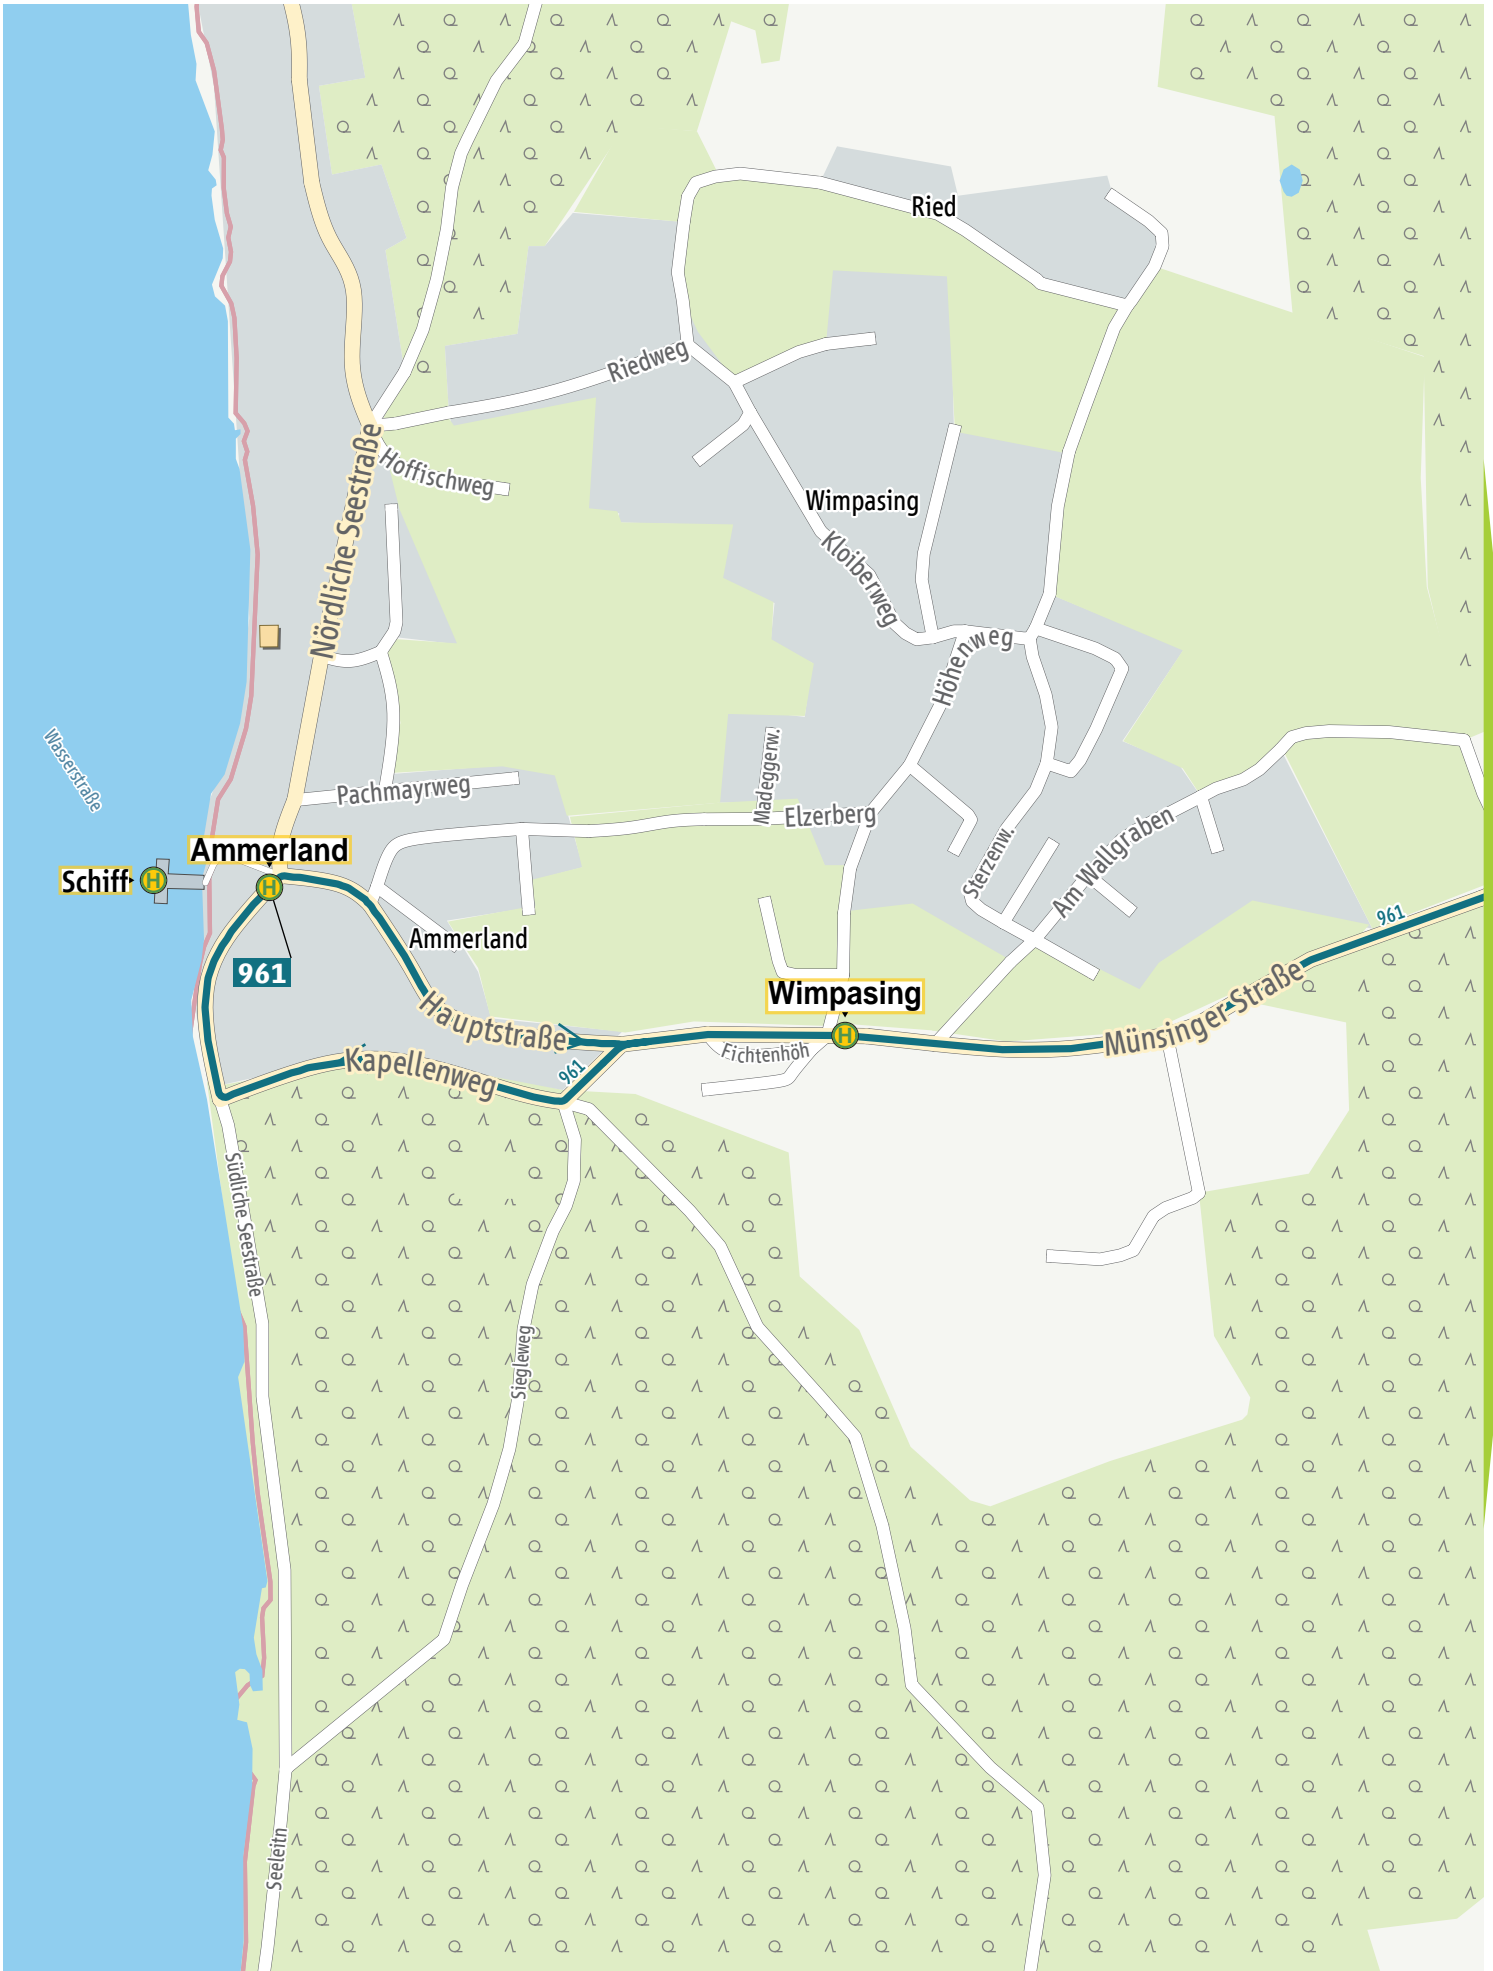 Ried
Riedweg
Nördliche Seestraße
Hoffischweg
Wimpasing
Kloiberweg
Höhenweg
Wasserstraße
Pachmayrweg
Madeggerw.
Elzerberg
Sterzenw.
Am Wallgraben
Ammerland
Schiff
H
H
961
Ammerland
961
Wimpasing
H
Hauptstraße
Münsinger-Straße
Fichtenhöh
Kapellenweg
961
Südliche Seestraße
Siegleweg
Seeleitn